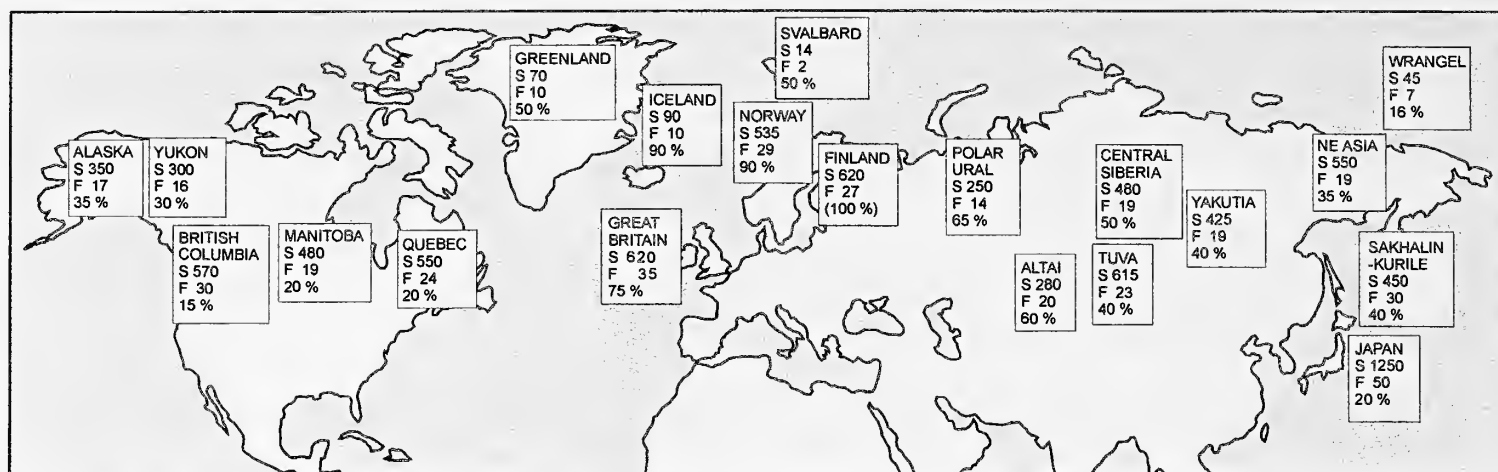 SVALBARD
S 14
F 2
50 %
GREENLAND
S 70
F 10
50 %
WRANGEL
S 45
F 7
16 %
ICELAND
S 90
F 10
90 %
NORWAY
S 535
F 29
90 %
ALASKA
S 350
F 17
35 %
YUKON
S 300
F 16
30 %
FINLAND
S 620
F 27
(100 %)
POLAR
URAL
S 250
F 14
65 %
CENTRAL
SIBERIA
S 480
F 19
50 %
NE ASIA
S 550
F 19
35 %
YAKUTIA
S 425
F 19
40 %
BRITISH
COLUMBIA
S 570
F 30
15 %
MANITOBA
S 480
F 19
20 %
QUEBEC
S 550
F 24
20 %
GREAT
BRITAIN
S 620
F 35
75 %
ALTAI
S 280
F 20
60 %
TUVA
S 615
F 23
40 %
SAKHALIN
-KURILE
S 450
F 30
40 %
JAPAN
S 1250
F 50
20 %